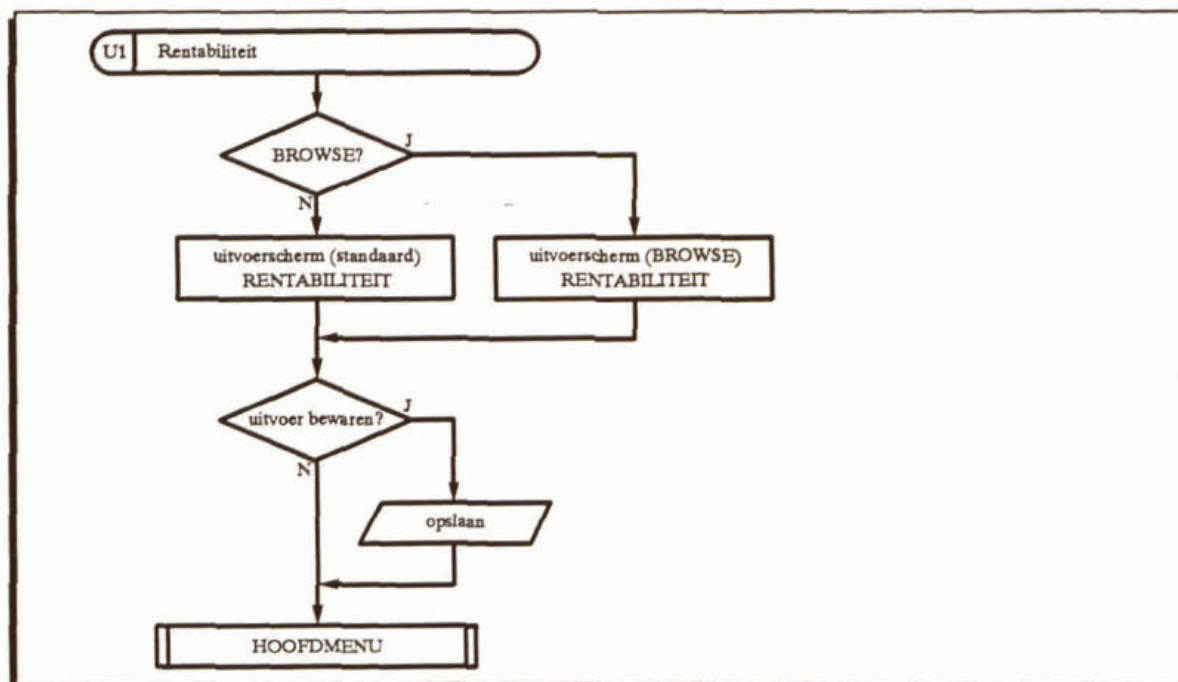 U1 Rentabiliteit
BROWSE?
J
N
uitvoerscherm (standaard)
RENTABILITEIT
uitvoerscherm (BROWSE)
RENTABILITEIT
uitvoer bewaren?
J
N
opslaan
HOOFDMENU